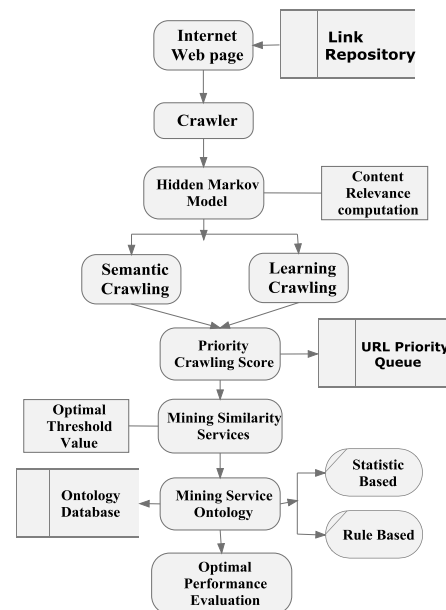 Internet
Web page
Link
Repository
Crawler
Hidden Markov
Model
Content
Relevance
computation
Semantic
Crawling
Learning
Crawling
Priority
Crawling Score
URL Priority
Queue
Optimal
Threshold
Value
Mining Similarity
Services
Ontology
Database
Mining Service
Ontology
Statistic
Based
Rule Based
Optimal
Performance
Evaluation